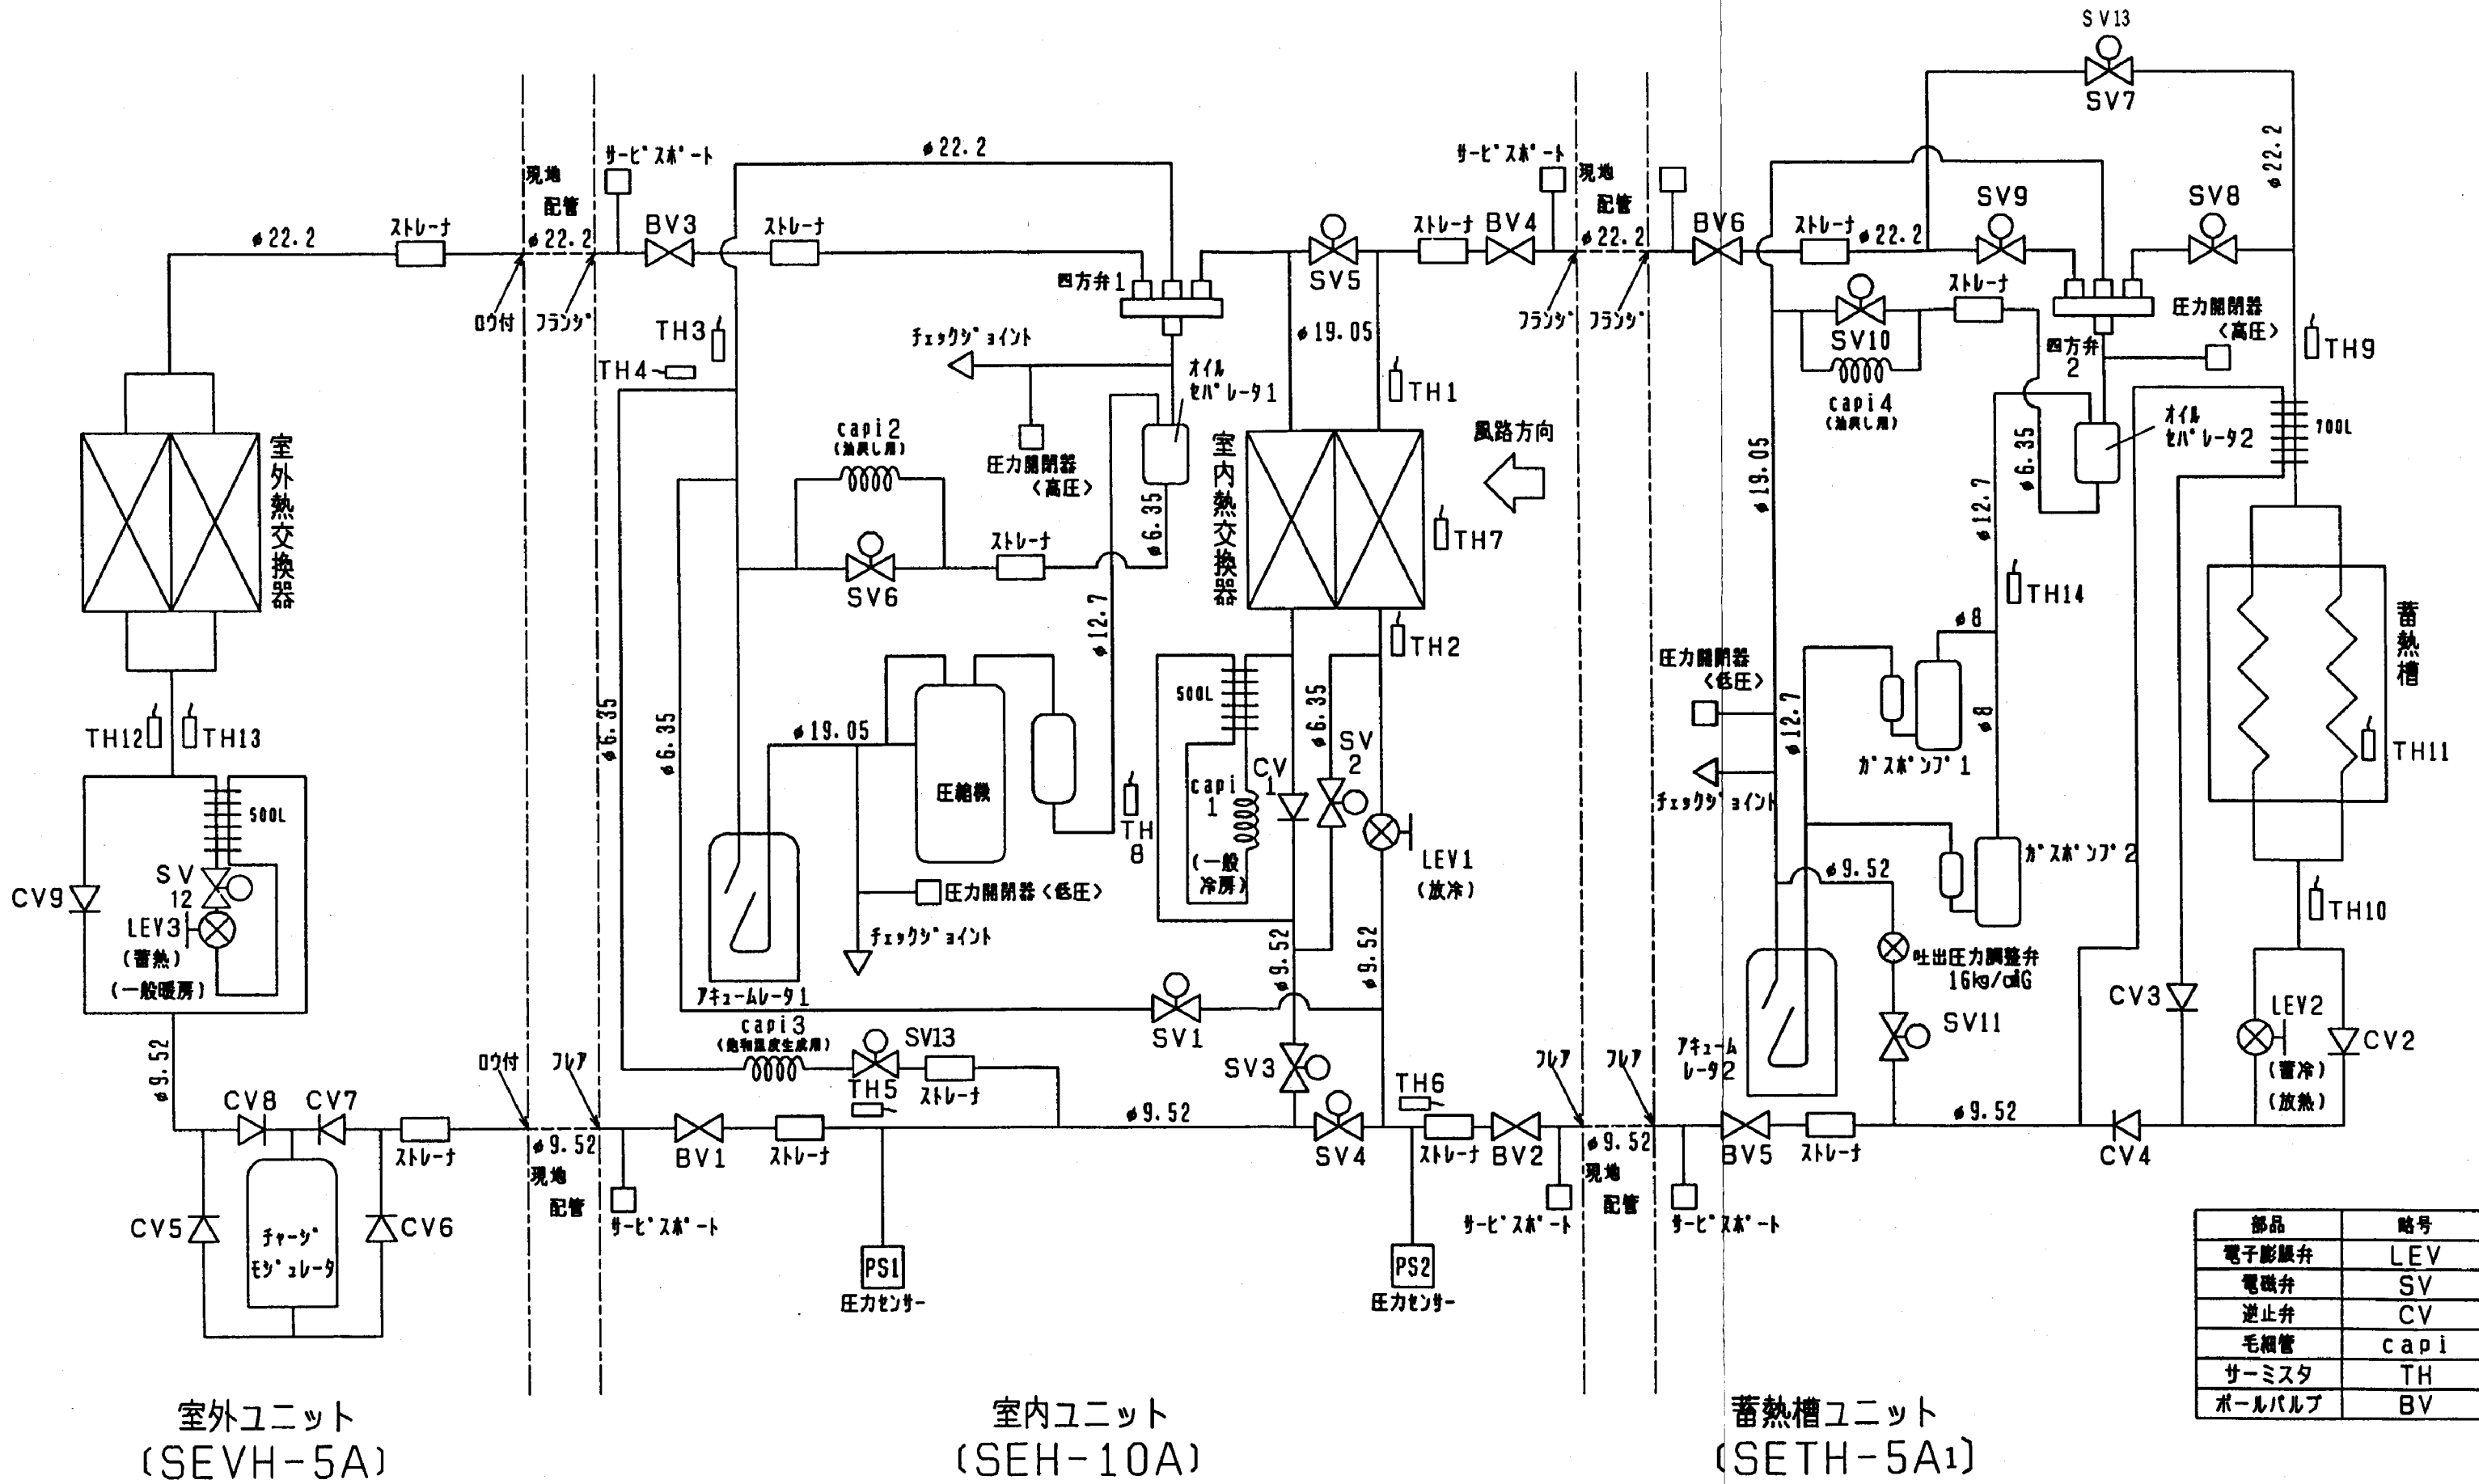 SV13
SV7
φ22.2
サービスポート
現地
配管
φ22.2
サービスポート
現地
配管
φ22.2
ストレーナ
φ22.2
BV3
ストレーナ
四方弁1
SV5
ストレーナ
BV4
φ22.2
BV6
ストレーナ
φ22.2
SV9
SV8
ロウ付
フランジ
フランジ
フランジ
TH3
TH4
チェックジョイント
圧力開閉器
<高圧>
オイル
セパレータ1
φ19.05
TH1
SV10
capi4
(油戻し用)
ストレーナ
四方弁
2
圧力開閉器
<高圧>
TH9
オイル
セパレータ2
700L
室外熱交換器
capi2
(油戻し用)
SV6
ストレーナ
φ6.35
φ12.7
室内熱交換器
風路方向
TH7
TH2
φ19.05
φ12.7
φ6.35
TH14
φ8
φ8
蓄熱槽
TH11
TH12
TH13
500L
SV
12
CV9
LEV3
(蓄熱)
(一般暖房)
φ9.52
φ6.35
φ6.35
φ19.05
圧縮機
TH
8
アキュームレータ1
圧力開閉器<低圧>
チェックジョイント
500L
capi
1
(一般
冷房)
CV
1
φ6.35
SV
2
LEV1
(放冷)
φ9.52
φ9.52
圧力開閉器
<低圧>
チェックジョイント
φ12.7
ガスポンプ1
ガスポンプ2
φ9.52
吐出圧力調整弁
16kg/c㎡G
SV11
アキューム
レータ2
TH10
CV3
LEV2
(蓄冷)
(放熱)
CV2
capi3
(飽和温度生成用)
SV13
TH5
ストレーナ
SV1
SV3
TH6
CV8
CV7
ストレーナ
ロウ付
フレア
φ9.52
現地
配管
BV1
ストレーナ
φ9.52
SV4
ストレーナ
BV2
フレア
フレア
φ9.52
現地
配管
BV5
ストレーナ
φ9.52
CV4
CV5
チャージ
モジュレータ
CV6
サービスポート
PS1
圧力センサー
PS2
圧力センサー
サービスポート
サービスポート
部品 略号
電子膨脹弁 LEV
電磁弁 SV
逆止弁 CV
毛細管 capi
サーミスタ TH
ボールバルブ BV
室外ユニット
(SEVH-5A)
室内ユニット
(SEH-10A)
蓄熱槽ユニット
(SETH-5A1)